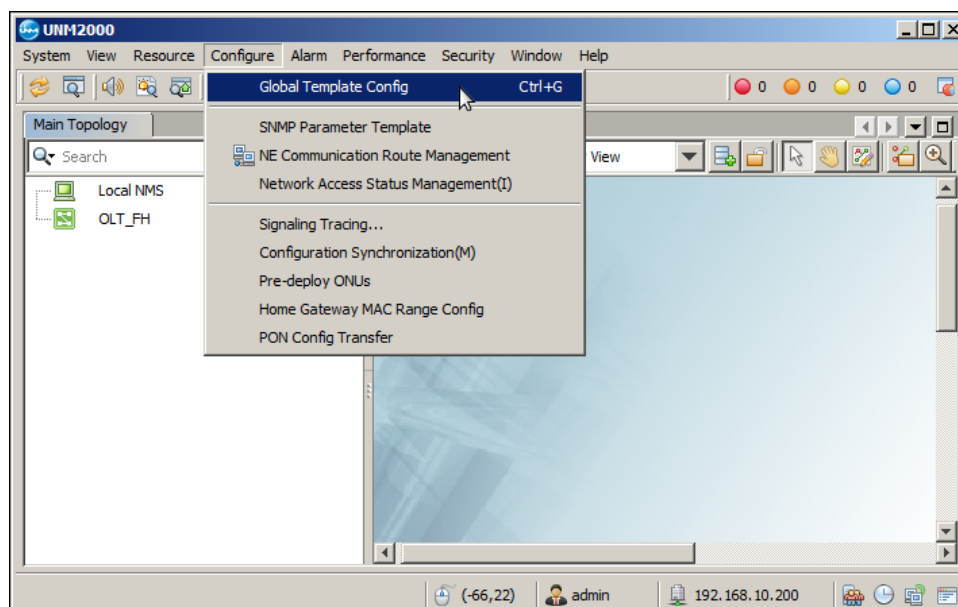 UNM2000
System View Resource Configure Alarm Performance Security Window Help
Global Template Config Ctrl+G
0 0 0 0
Main Topology
SNMP Parameter Template
Search
NE Communication Route Management
View
Network Access Status Management(I)
Local NMS
OLT_FH
Signaling Tracing...
Configuration Synchronization(M)
Pre-deploy ONUs
Home Gateway MAC Range Config
PON Config Transfer
(-66,22) admin 192.168.10.200